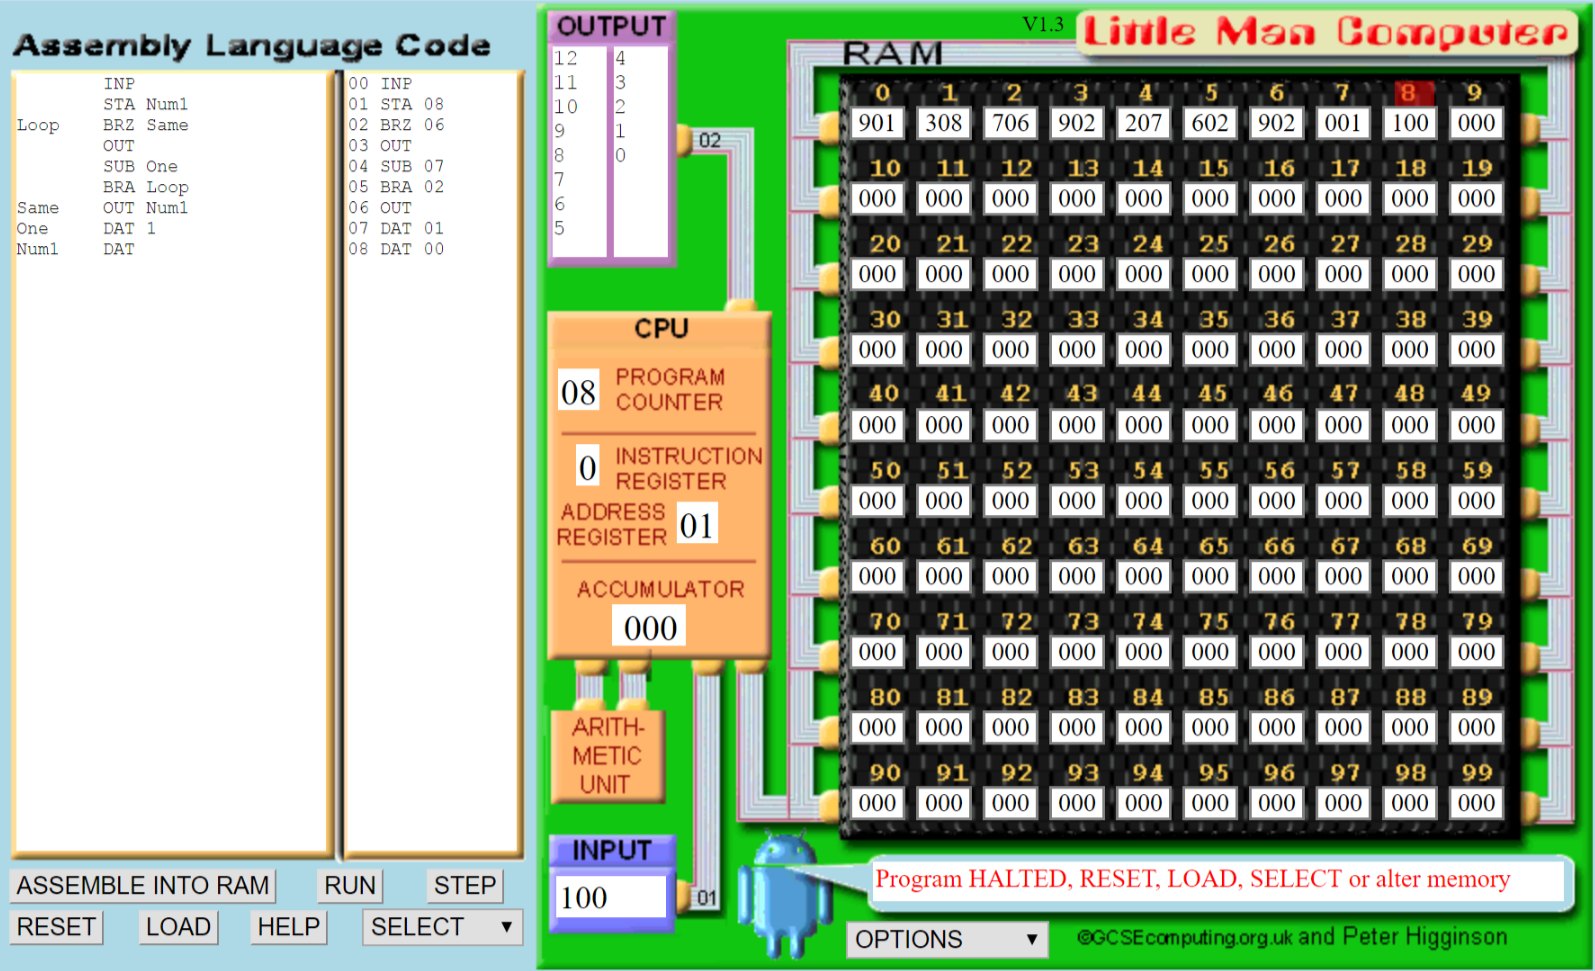 Assembly Language Code
INP
STA Num1
Loop BRZ Same
OUT
SUB One
BRA Loop
Same OUT Num1
One DAT 1
Num1 DAT
00 INP
01 STA 08
02 BRZ 06
03 OUT
04 SUB 07
05 BRA 02
06 OUT
07 DAT 01
08 DAT 00
ASSEMBLE INTO RAM RUN STEP
RESET LOAD HELP SELECT
OUTPUT
12 4
11 3
10 2
9 1
8 0
7
6
5
02
CPU
08 PROGRAM
COUNTER
0 INSTRUCTION
REGISTER
ADDRESS
REGISTER 01
ACCUMULATOR
000
ARITH-
METIC
UNIT
INPUT
100
01
V1.3 Little Man Computer
RAM
0 1 2 3 4 5 6 7 8 9
901 308 706 902 207 602 902 001 100 000
10 11 12 13 14 15 16 17 18 19
000 000 000 000 000 000 000 000 000 000
20 21 22 23 24 25 26 27 28 29
000 000 000 000 000 000 000 000 000 000
30 31 32 33 34 35 36 37 38 39
000 000 000 000 000 000 000 000 000 000
40 41 42 43 44 45 46 47 48 49
000 000 000 000 000 000 000 000 000 000
50 51 52 53 54 55 56 57 58 59
000 000 000 000 000 000 000 000 000 000
60 61 62 63 64 65 66 67 68 69
000 000 000 000 000 000 000 000 000 000
70 71 72 73 74 75 76 77 78 79
000 000 000 000 000 000 000 000 000 000
80 81 82 83 84 85 86 87 88 89
000 000 000 000 000 000 000 000 000 000
90 91 92 93 94 95 96 97 98 99
000 000 000 000 000 000 000 000 000 000
Program HALTED, RESET, LOAD, SELECT or alter memory
OPTIONS
©GCSEcomputing.org.uk and Peter Higginson